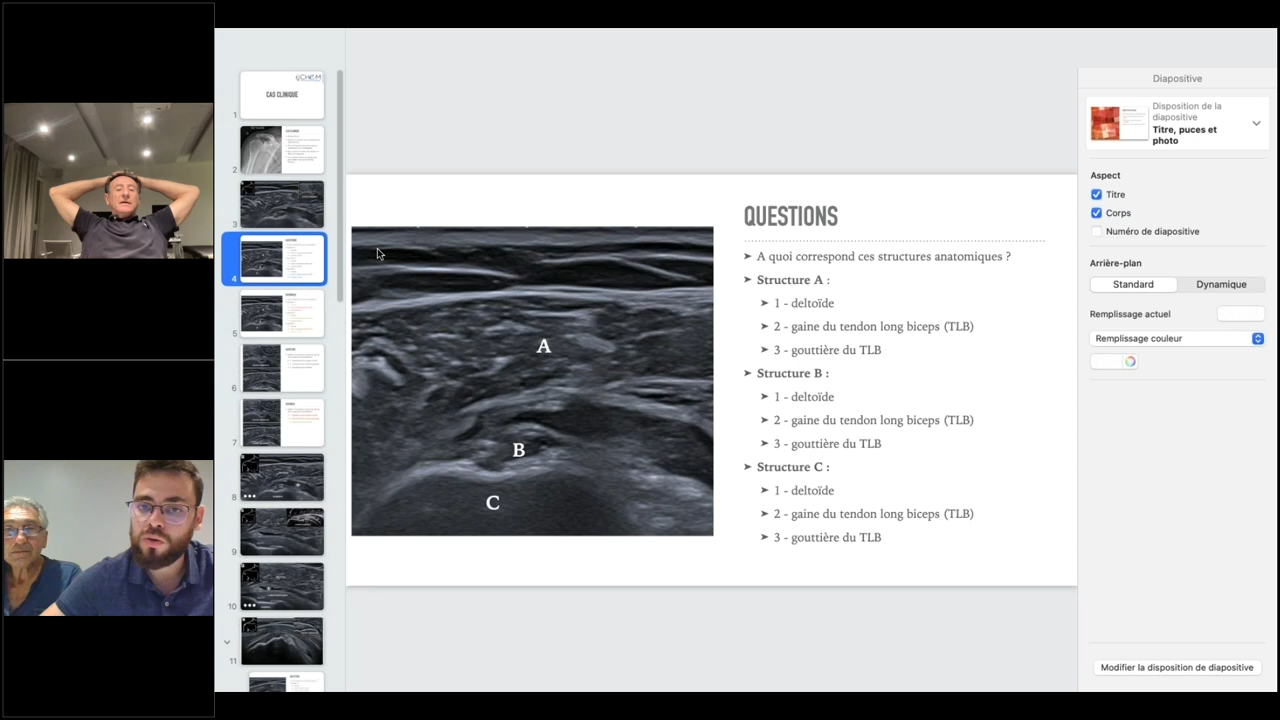 CAS CLINIQUE
1
2
3
4
5
6
7
8
9
10
11
A
B
C
QUESTIONS
➤ A quoi correspond ces structures anatomiques ?
➤ Structure A :
➤ 1 - deltoïde
➤ 2 - gaine du tendon long biceps (TLB)
➤ 3 - gouttière du TLB
➤ Structure B :
➤ 1 - deltoïde
➤ 2 - gaine du tendon long biceps (TLB)
➤ 3 - gouttière du TLB
➤ Structure C :
➤ 1 - deltoïde
➤ 2 - gaine du tendon long biceps (TLB)
➤ 3 - gouttière du TLB
Diapositive
Disposition de la
diapositive
Titre, puces et
photo
Aspect
Titre
Corps
Numéro de diapositive
Arrière-plan
Standard
Dynamique
Remplissage actuel
Remplissage couleur
Modifier la disposition de diapositive